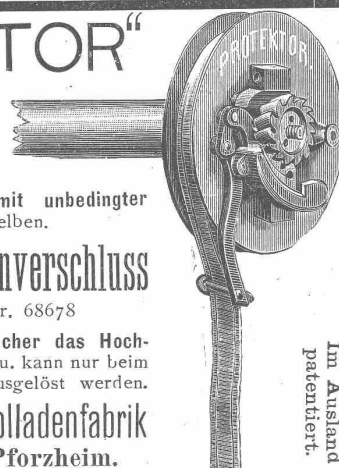 TOR"
PROTEKTOR.
mit unbedingter
elben.
nverschluss
r. 68678
cher das Hoch-
u. kann nur beim
usgelöst werden.
olladenfabrik
Pforzheim.
Im Ausland
patentiert.